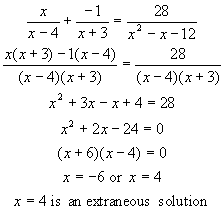 x/(x − 4) + −1/(x + 3) = 28/(x² − x − 12)
(x(x + 3) − 1(x − 4))/((x − 4)(x + 3)) = 28/((x − 4)(x + 3))
x² + 3x − x + 4 = 28
x² + 2x − 24 = 0
(x + 6)(x − 4) = 0
x = −6 or x = 4
x = 4 is an extraneous solution